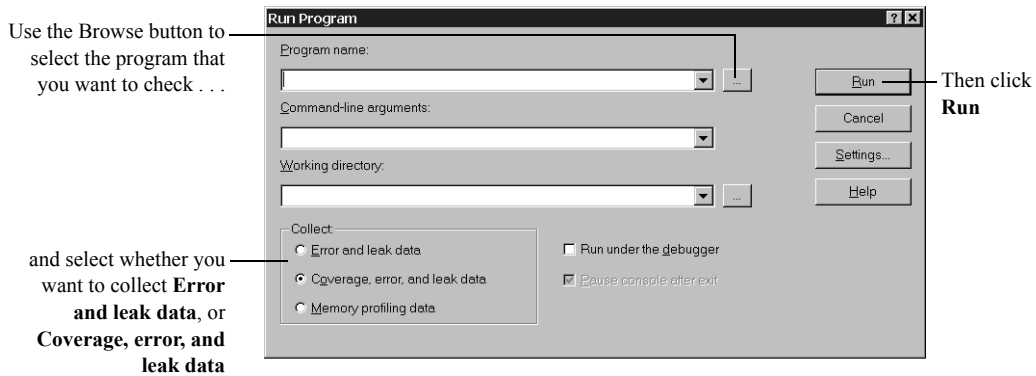 Use the Browse button to
select the program that
you want to check . . .
Run Program
Program name:
...
Command-line arguments:
Working directory:
...
Run
Cancel
Settings...
Help
Then click
Run
and select whether you
want to collect Error
and leak data, or
Coverage, error, and
leak data
Collect:
Error and leak data
Coverage, error, and leak data
Memory profiling data
Run under the debugger
Pause console after exit